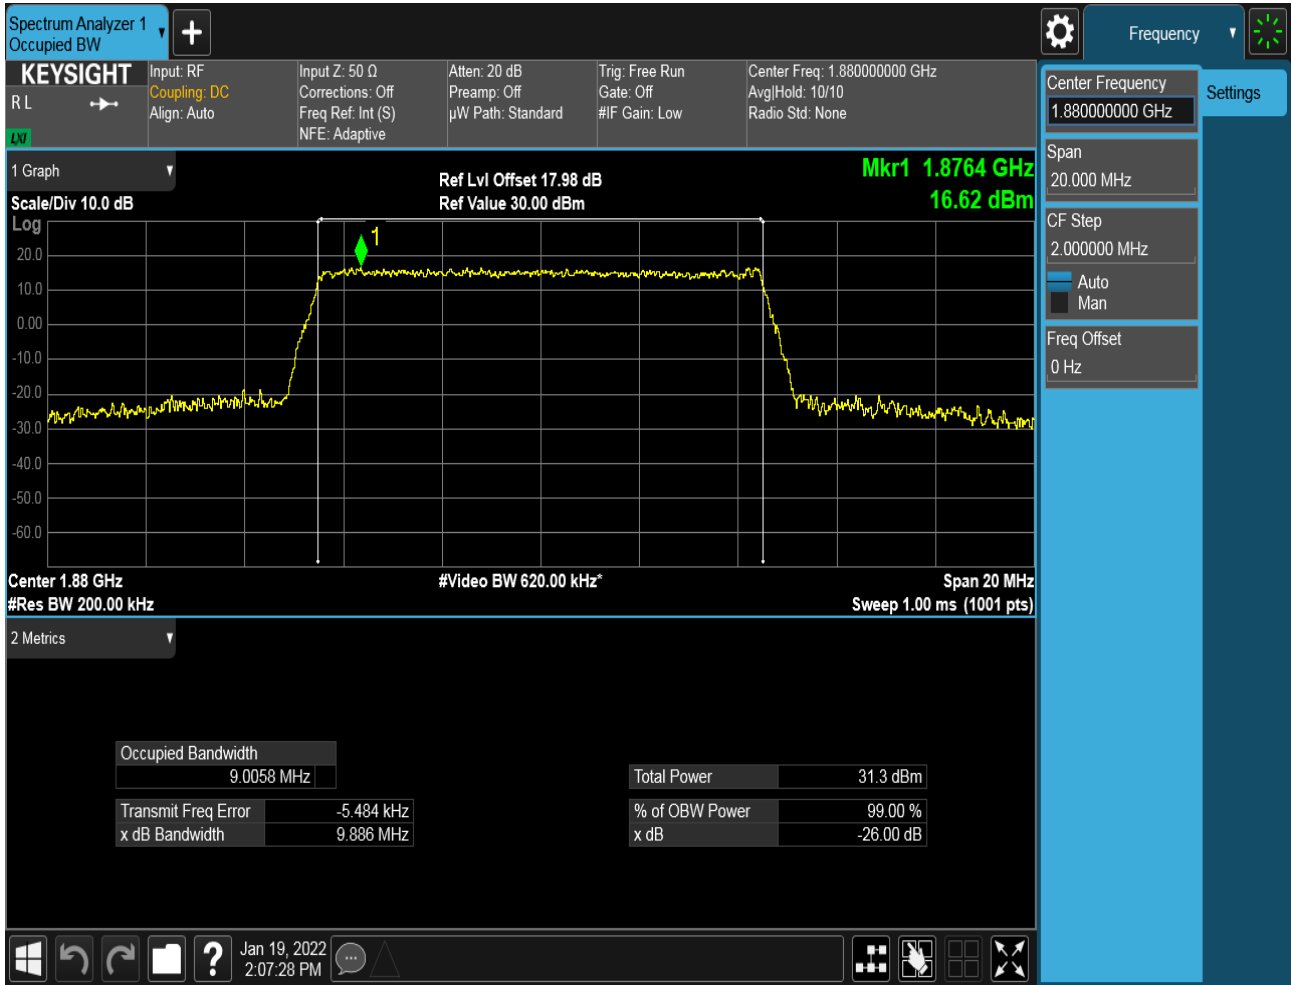 Spectrum Analyzer 1
Occupied BW
Frequency
KEYSIGHT
R L
LXI
Input: RF
Coupling: DC
Align: Auto
Input Z: 50 Ω
Corrections: Off
Freq Ref: Int (S)
NFE: Adaptive
Atten: 20 dB
Preamp: Off
µW Path: Standard
Trig: Free Run
Gate: Off
#IF Gain: Low
Center Freq: 1.880000000 GHz
Avg|Hold: 10/10
Radio Std: None
Center Frequency
1.880000000 GHz
Settings
Span
20.000 MHz
CF Step
2.000000 MHz
Auto
Man
Freq Offset
0 Hz
1 Graph
Scale/Div 10.0 dB
Ref Lvl Offset 17.98 dB
Ref Value 30.00 dBm
Mkr1 1.8764 GHz
16.62 dBm
Log
1
20.0
10.0
0.00
-10.0
-20.0
-30.0
-40.0
-50.0
-60.0
Center 1.88 GHz
#Video BW 620.00 kHz*
Span 20 MHz
#Res BW 200.00 kHz
Sweep 1.00 ms (1001 pts)
2 Metrics
Occupied Bandwidth
9.0058 MHz
Total Power 31.3 dBm
Transmit Freq Error -5.484 kHz
% of OBW Power 99.00 %
x dB Bandwidth 9.886 MHz
x dB -26.00 dB
?
Jan 19, 2022
2:07:28 PM